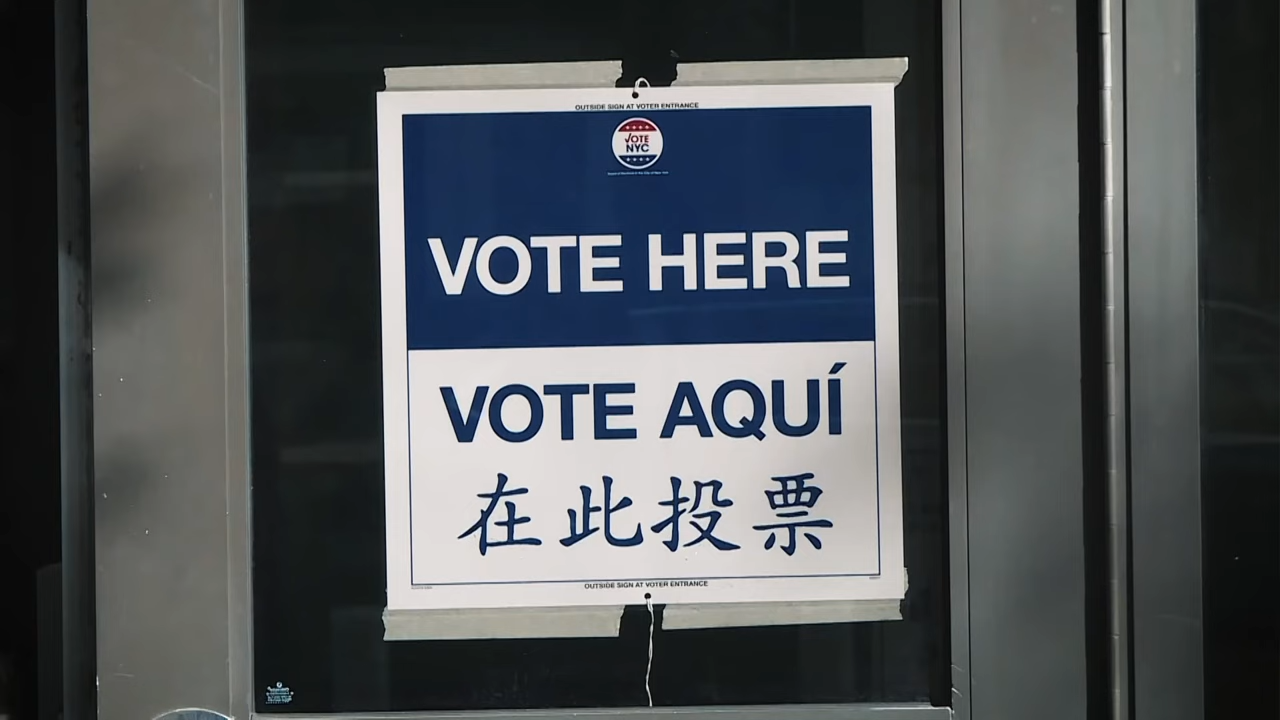 OUTSIDE SIGN AT VOTER ENTRANCE
VOTE
NYC
VOTE HERE
VOTE AQUÍ
在此投票
OUTSIDE SIGN AT VOTER ENTRANCE